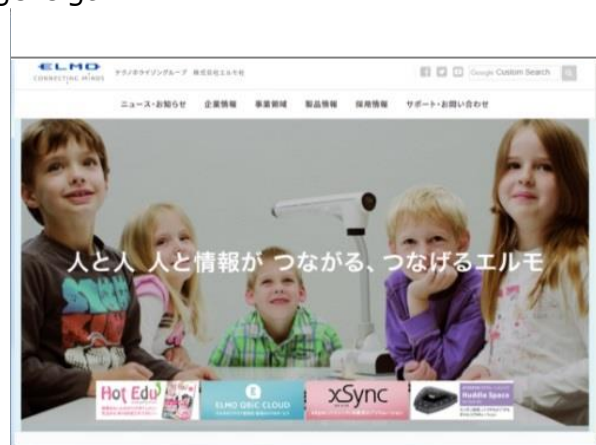 ELMO
CONNECTING MINDS
テクノホライゾングループ 株式会社エルモ社
Google Custom Search
ニュース・お知らせ 企業情報 事業領域 製品情報 採用情報 サポート・お問い合わせ
人と人 人と情報が つながる、つなげるエルモ
Hot Edu
ELMO QBiC CLOUD
xSync
Huddle Space